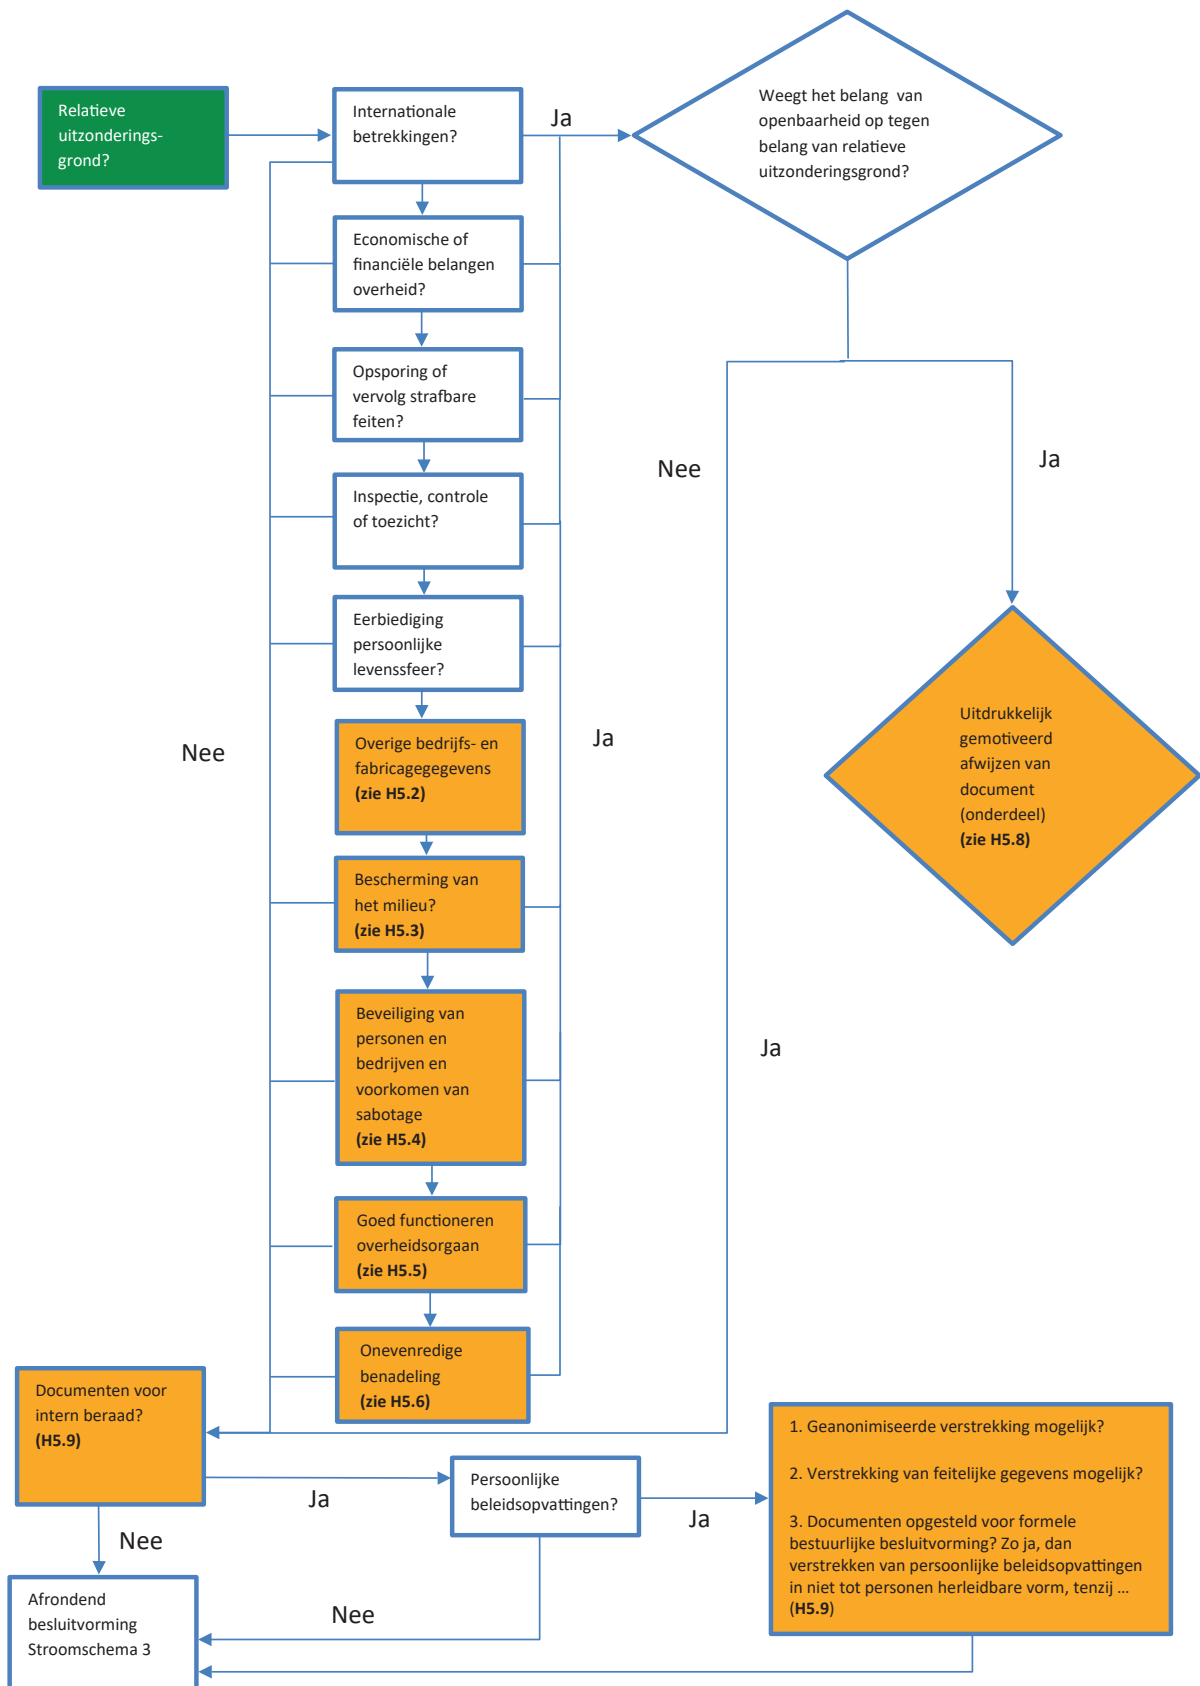 Relatieve
uitzonderings-
grond?
Internationale
betrekkingen?
Ja
Weegt het belang van
openbaarheid op tegen
belang van relatieve
uitzonderingsgrond?
Economische of
financiële belangen
overheid?
Opsporing of
vervolg strafbare
feiten?
Nee
Ja
Inspectie, controle
of toezicht?
Eerbiediging
persoonlijke
levenssfeer?
Nee
Overige bedrijfs- en
fabricagegegevens
(zie H5.2)
Ja
Uitdrukkelijk
gemotiveerd
afwijzen van
document
(onderdeel)
(zie H5.8)
Bescherming van
het milieu?
(zie H5.3)
Beveiliging van
personen en
bedrijven en
voorkomen van
sabotage
(zie H5.4)
Ja
Goed functioneren
overheidsorgaan
(zie H5.5)
Onevenredige
benadeling
(zie H5.6)
Documenten voor
intern beraad?
(H5.9)
Ja
Persoonlijke
beleidsopvattingen?
Ja
1. Geanonimiseerde verstrekking mogelijk?
2. Verstrekking van feitelijke gegevens mogelijk?
3. Documenten opgesteld voor formele
bestuurlijke besluitvorming? Zo ja, dan
verstrekken van persoonlijke beleidsopvattingen
in niet tot personen herleidbare vorm, tenzij ...
(H5.9)
Nee
Nee
Afrondend
besluitvorming
Stroomschema 3